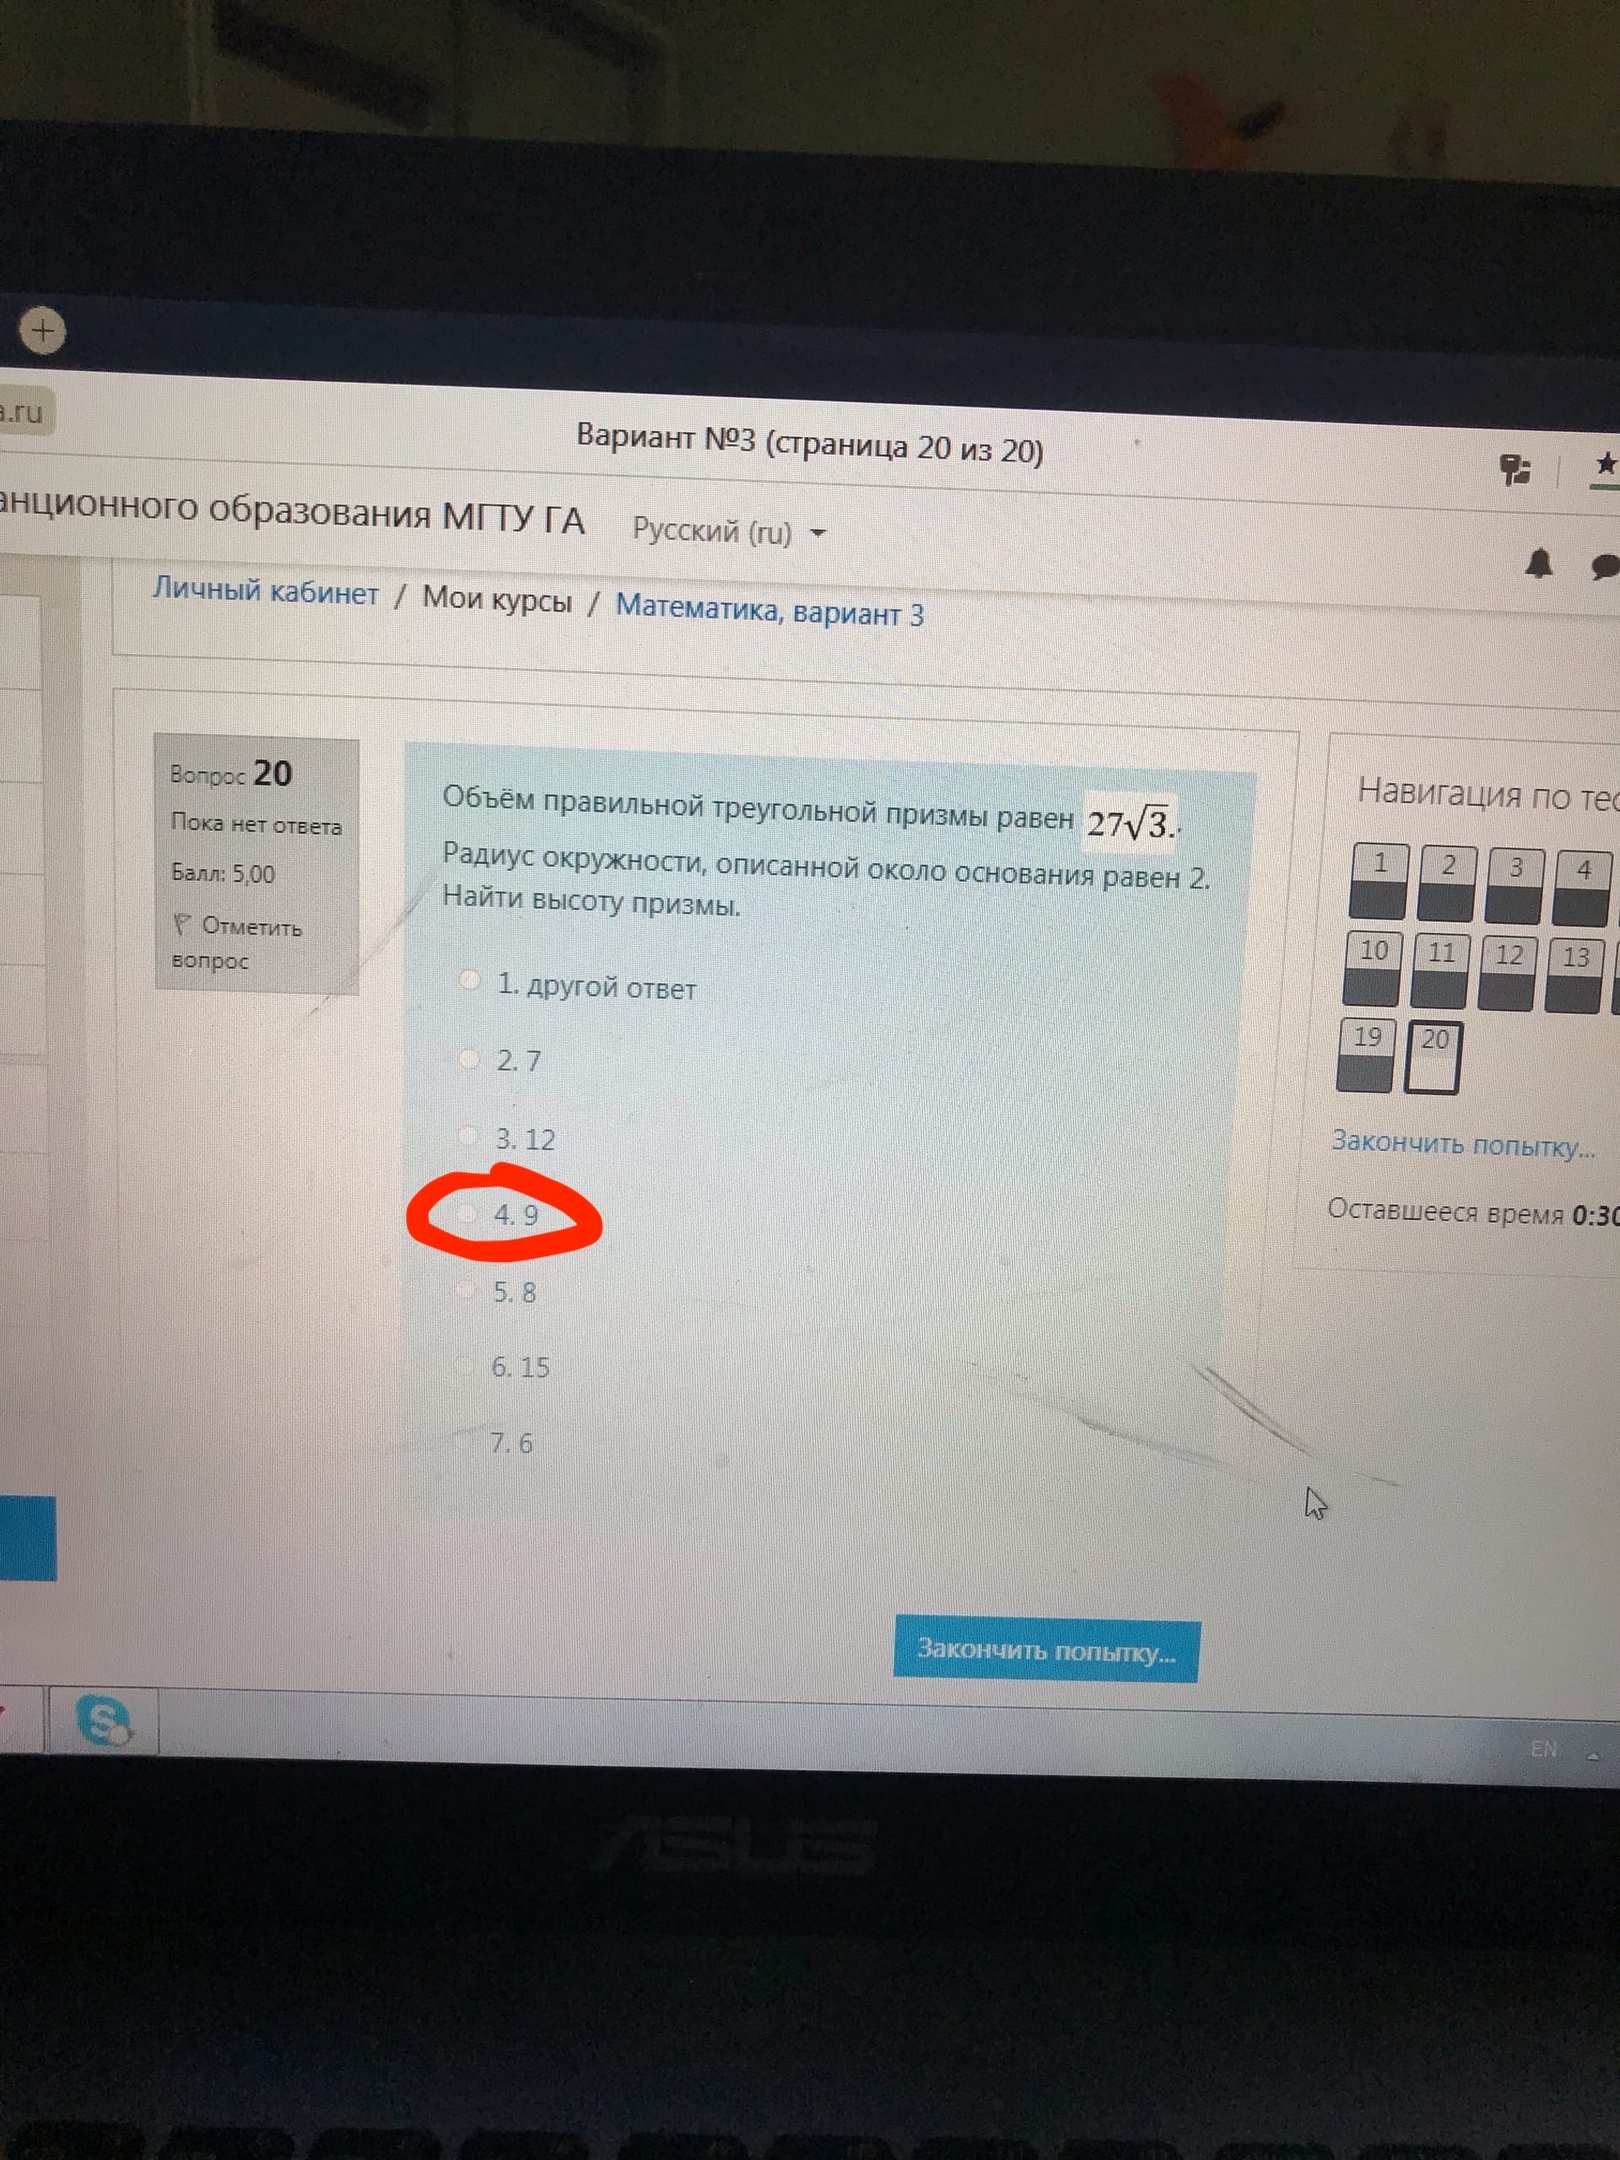 .ru
Вариант №3 (страница 20 из 20)
образования МГТУ ГА Русский (ru)
Личный кабинет / Мои курсы / Математика, вариант 3
Вопрос 20
Пока нет ответа
Балл: 5,00
Отметить
вопрос
Объём правильной треугольной призмы равен 27√3..
Радиус окружности, описанной около основания равен 2.
Найти высоту призмы.
1. другой ответ
2. 7
3. 12
4. 9
5. 8
6. 15
7. 6
Закончить попытку...
Навигация по
1 2 3 4
10 11 12 13
19 20
Закончить попытку...
Оставшееся время 0:30
EN
ASUS